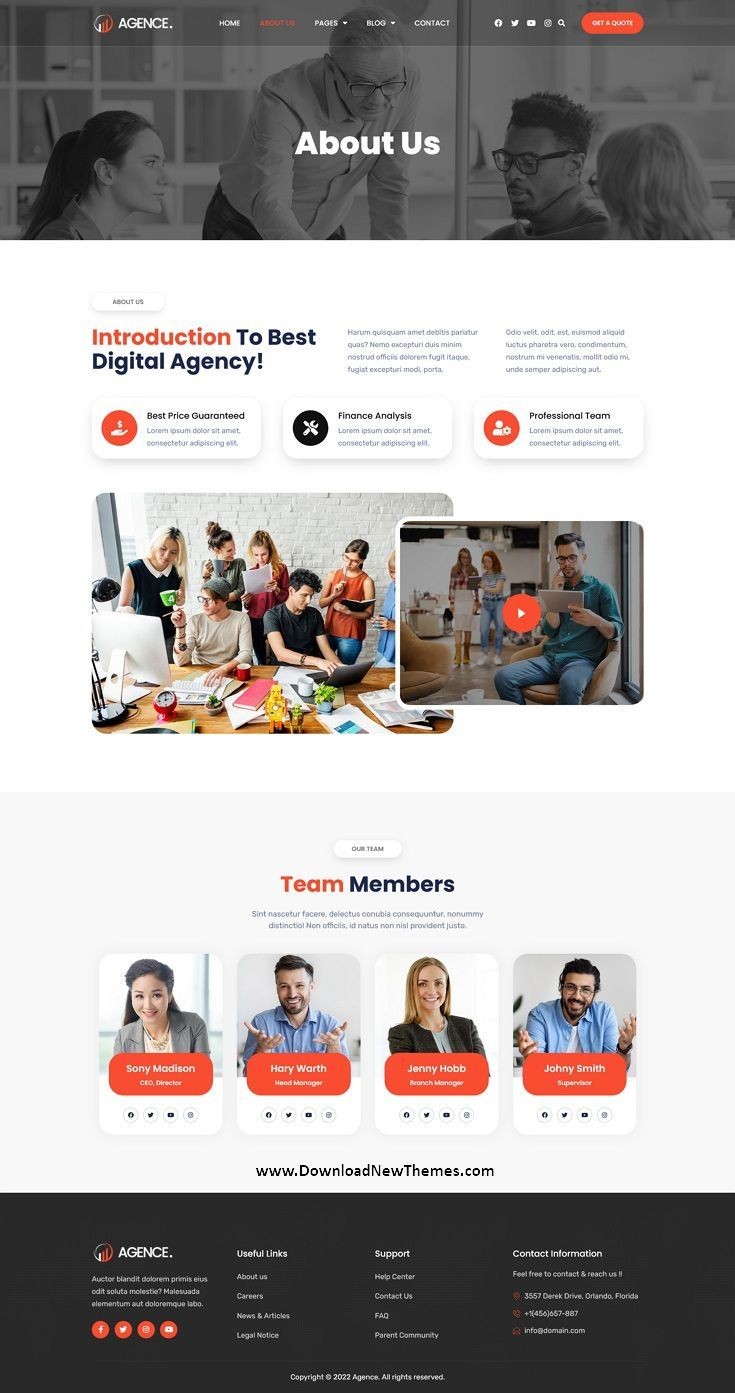 AGENCE.
HOME
ABOUT US
PAGES
BLOG
CONTACT
GET A QUOTE
About Us
ABOUT US
Introduction To Best
Digital Agency!
Harum quisquam amet debitis pariatur
quas? Nemo excepturi duis minim
nostrud officiis dolorem fugit itaque,
fugiat excepturi modi, porta,
Odio velit, odit, est, euismod aliquid
luctus pharetra vero, condimentum,
nostrum mi venenatis, mollit odio mi,
unde semper adipiscing aut.
Best Price Guaranteed
Lorem ipsum dolor sit amet,
consectetur adipiscing elit.
Finance Analysis
Lorem ipsum dolor sit amet,
consectetur adipiscing elit.
Professional Team
Lorem ipsum dolor sit amet,
consectetur adipiscing elit.
4
OUR TEAM
Team Members
Sint nascetur facere, delectus conubia consequuntur, nonummy
distinctio! Non officiis, id natus non nisl provident justo.
Sony Madison
CEO, Director
Hary Warth
Head Manager
Jenny Hobb
Branch Manager
Johny Smith
Supervisor
www.DownloadNewThemes.com
AGENCE.
Auctor blandit dolorem primis eius
odit soluta molestie? Malesuada
elementum aut doloremque labo.
Useful Links
About us
Careers
News & Articles
Legal Notice
Support
Help Center
Contact Us
FAQ
Parent Community
Contact Information
Feel free to contact & reach us !!
3557 Derek Drive, Orlando, Florida
+1(456)657-887
info@domain.com
Copyright © 2022 Agence. All rights reserved.